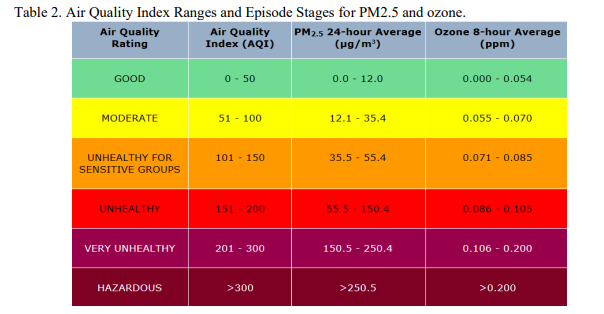 Table 2. Air Quality Index Ranges and Episode Stages for PM2.5 and ozone.
Air Quality Rating Air Quality Index (AQI) PM2.5 24-hour Average (µg/m³) Ozone 8-hour Average (ppm)
GOOD 0 - 50 0.0 - 12.0 0.000 - 0.054
MODERATE 51 - 100 12.1 - 35.4 0.055 - 0.070
UNHEALTHY FOR SENSITIVE GROUPS 101 - 150 35.5 - 55.4 0.071 - 0.085
UNHEALTHY 151 - 200 55.5 - 150.4 0.086 - 0.105
VERY UNHEALTHY 201 - 300 150.5 - 250.4 0.106 - 0.200
HAZARDOUS >300 >250.5 >0.200